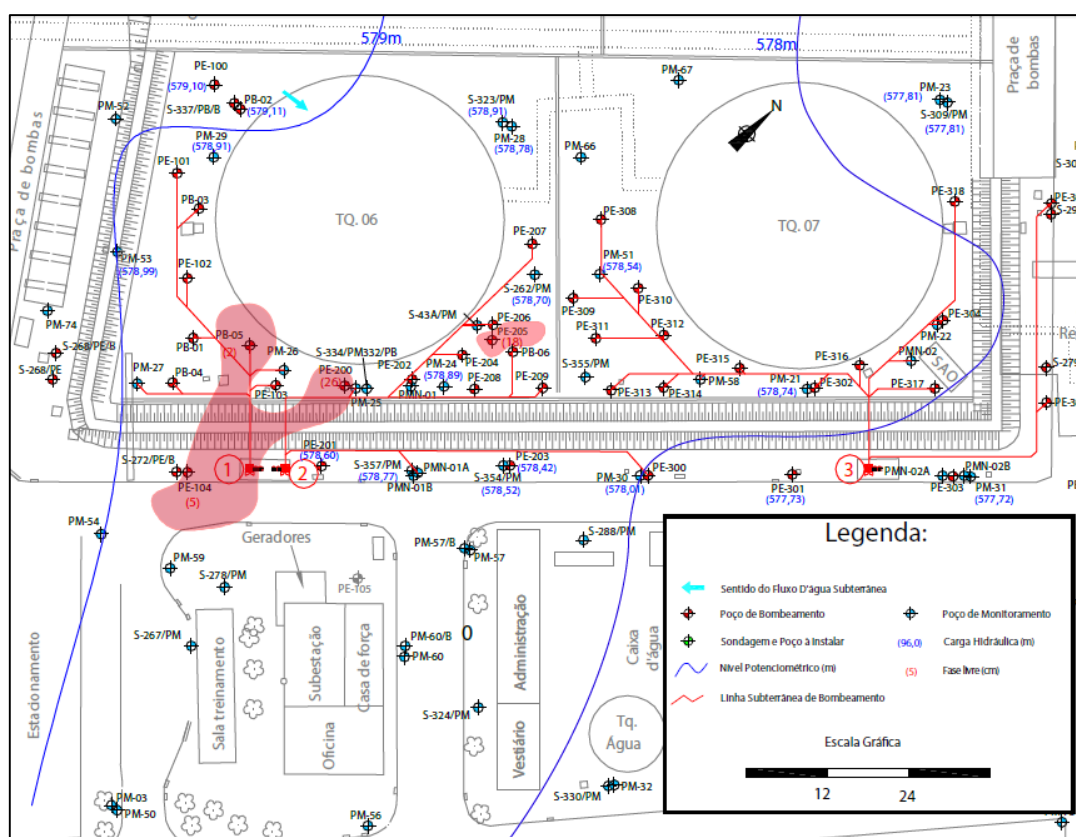 579m
578m
PE-100
(579,10)
PB-02
(579,11)
S-337/PB/B
PM-52
PM-29
(578,91)
PE-101
PB-03
Praça de bombas
PM-53
(578,99)
PE-102
PM-74
S-268/PE/B
S-268/PE
PB-01
PB-05
(2)
PM-27
PB-04
PM-26
PE-103
TQ. 06
S-323/PM
(578,91)
PM-28
(578,78)
PE-207
S-262/PM
(578,70)
S-43A/PM
PE-206
PE-205
(18)
PB-06
PM-24
(578,89)
PE-204
PE-202
S-334/PM
332/PB
PE-200
(26)
PM-25
PMN-01
PE-208
PE-209
PM-67
PM-66
N
TQ. 07
PM-23
(577,81)
S-309/PM
(577,81)
Praça de
bombas
PE-308
PM-51
(578,54)
PE-309
PE-310
PE-311
PE-312
S-355/PM
PE-313
PE-314
PE-315
PM-58
PM-21
(578,74)
PE-302
PE-316
PE-317
PE-318
PE-304
PM-22
PMN-02
SAO
S-272/PE/B
PE-104
(5)
1
2
PE-201
(578,60)
S-357/PM
(578,77)
PMN-01A
PMN-01B
PE-203
(578,42)
S-354/PM
(578,52)
PM-30
(578,01)
PE-300
PE-301
(577,73)
3
PMN-02A
PE-303
PMN-02B
PM-31
(577,72)
PM-54
PM-59
S-278/PM
Geradores
PE-105
PM-57/B
PM-57
S-288/PM
S-267/PM
PM-60/B
PM-60
0
Estacionamento
Sala treinamento
Subestação
Casa de força
Oficina
Administração
Vestiário
S-324/PM
Caixa
d'água
Tq.
Água
S-330/PM
PM-32
PM-03
PM-50
PM-56
Legenda:
Sentido do Fluxo D'água Subterrânea
Poço de Bombeamento
Poço de Monitoramento
Sondagem e Poço à Instalar
(96,0)
Carga Hidráulica (m)
Nível Potenciométrico (m)
(5)
Fase livre (cm)
Linha Subterrânea de Bombeamento
Escala Gráfica
12
24